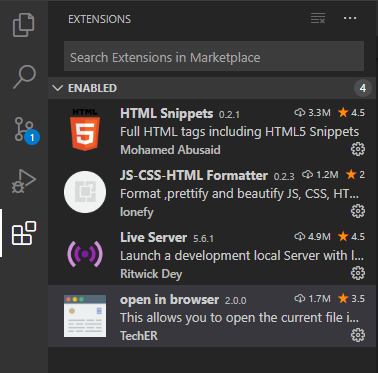 EXTENSIONS
Search Extensions in Marketplace
ENABLED 4
HTML Snippets 0.2.1 3.3M 4.5
Full HTML tags including HTML5 Snippets
Mohamed Abusaid
HTML
5
JS-CSS-HTML Formatter 0.2.3 1.2M 2
Format ,prettify and beautify JS, CSS, HT...
lonefy
1
Live Server 5.6.1 4.9M 4.5
Launch a development local Server with l...
Ritwick Dey
open in browser 2.0.0 1.7M 3.5
This allows you to open the current file i...
TechER